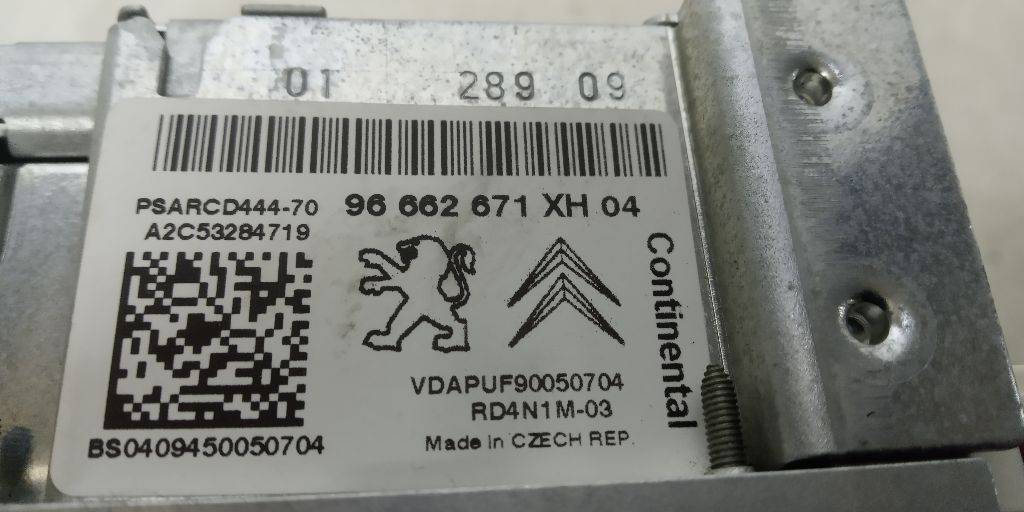 01 289 09
PSARCD444-70 96 662 671 XH 04
A2C53284719
Continental
VDAPUF90050704
RD4N1M-03
BS0409450050704 Made in CZECH REP.